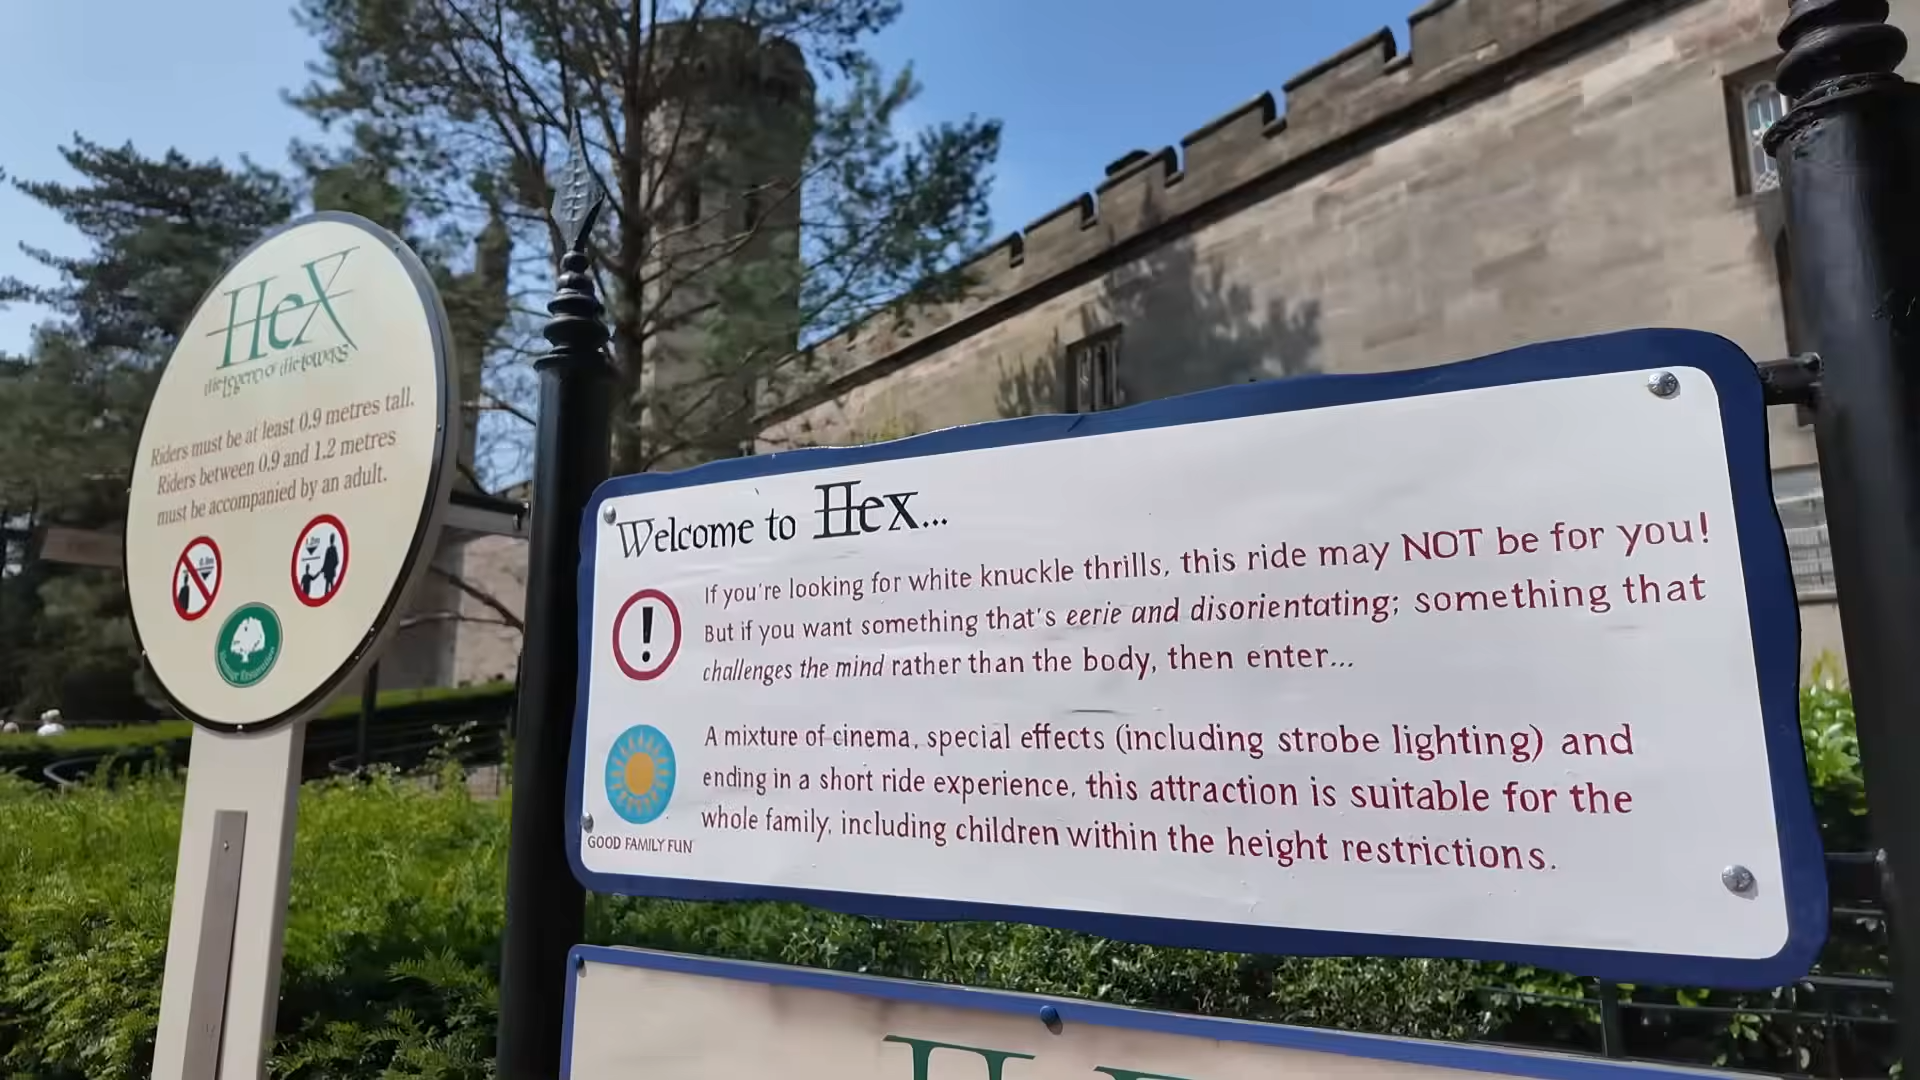 HeX
the Legend of the towers
Riders must be at least 0.9 metres tall.
Riders between 0.9 and 1.2 metres
must be accompanied by an adult.
0.9m
1.2m
Welcome to Hex...
If you're looking for white knuckle thrills, this ride may NOT be for you!
But if you want something that's eerie and disorientating; something that
challenges the mind rather than the body, then enter...
A mixture of cinema, special effects (including strobe lighting) and
ending in a short ride experience, this attraction is suitable for the
whole family, including children within the height restrictions.
GOOD FAMILY FUN